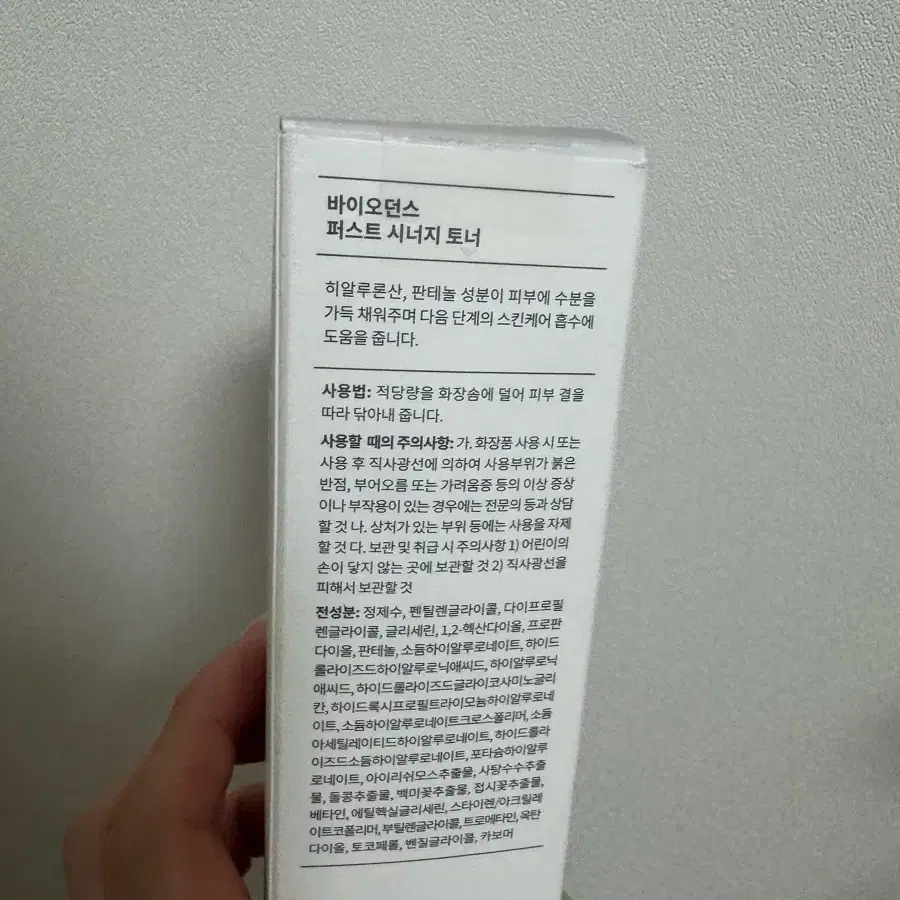 바이오던스
퍼스트 시너지 토너
히알루론산, 판테놀 성분이 피부에 수분을
가득 채워주며 다음 단계의 스킨케어 흡수에
도움을 줍니다.
사용법: 적당량을 화장솜에 덜어 피부 결을
따라 닦아내 줍니다.
사용할 때의 주의사항: 가. 화장품 사용 시 또는
사용 후 직사광선에 의하여 사용부위가 붉은
반점, 부어오름 또는 가려움증 등의 이상 증상
이나 부작용이 있는 경우에는 전문의 등과 상담
할 것 나. 상처가 있는 부위 등에는 사용을 자제
할 것 다. 보관 및 취급 시 주의사항 1) 어린이의
손이 닿지 않는 곳에 보관할 것 2) 직사광선을
피해서 보관할 것
전성분: 정제수, 펜틸렌글라이콜, 다이프로필
렌글라이콜, 글리세린, 1,2-헥산다이올, 프로판
다이올, 판테놀, 소듐하이알루로네이트, 하이드
롤라이즈드하이알루로닉애씨드, 하이알루로닉
애씨드, 하이드롤라이즈드글라이코사미노글리
칸, 하이드록시프로필트라이모늄하이알루로네
이트, 소듐하이알루로네이트크로스폴리머, 소듐
아세틸레이티드하이알루로네이트, 하이드롤라
이즈드소듐하이알루로네이트, 포타슘하이알루
로네이트, 아이리쉬모스추출물, 사탕수수추출
물, 돌콩추출물, 백미꽃추출물, 접시꽃추출물,
베타인, 에틸헥실글리세린, 스타이렌/아크릴레
이트코폴리머, 부틸렌글라이콜, 트로메타민, 옥탄
다이올, 토코페롤, 벤질글라이콜, 카보머